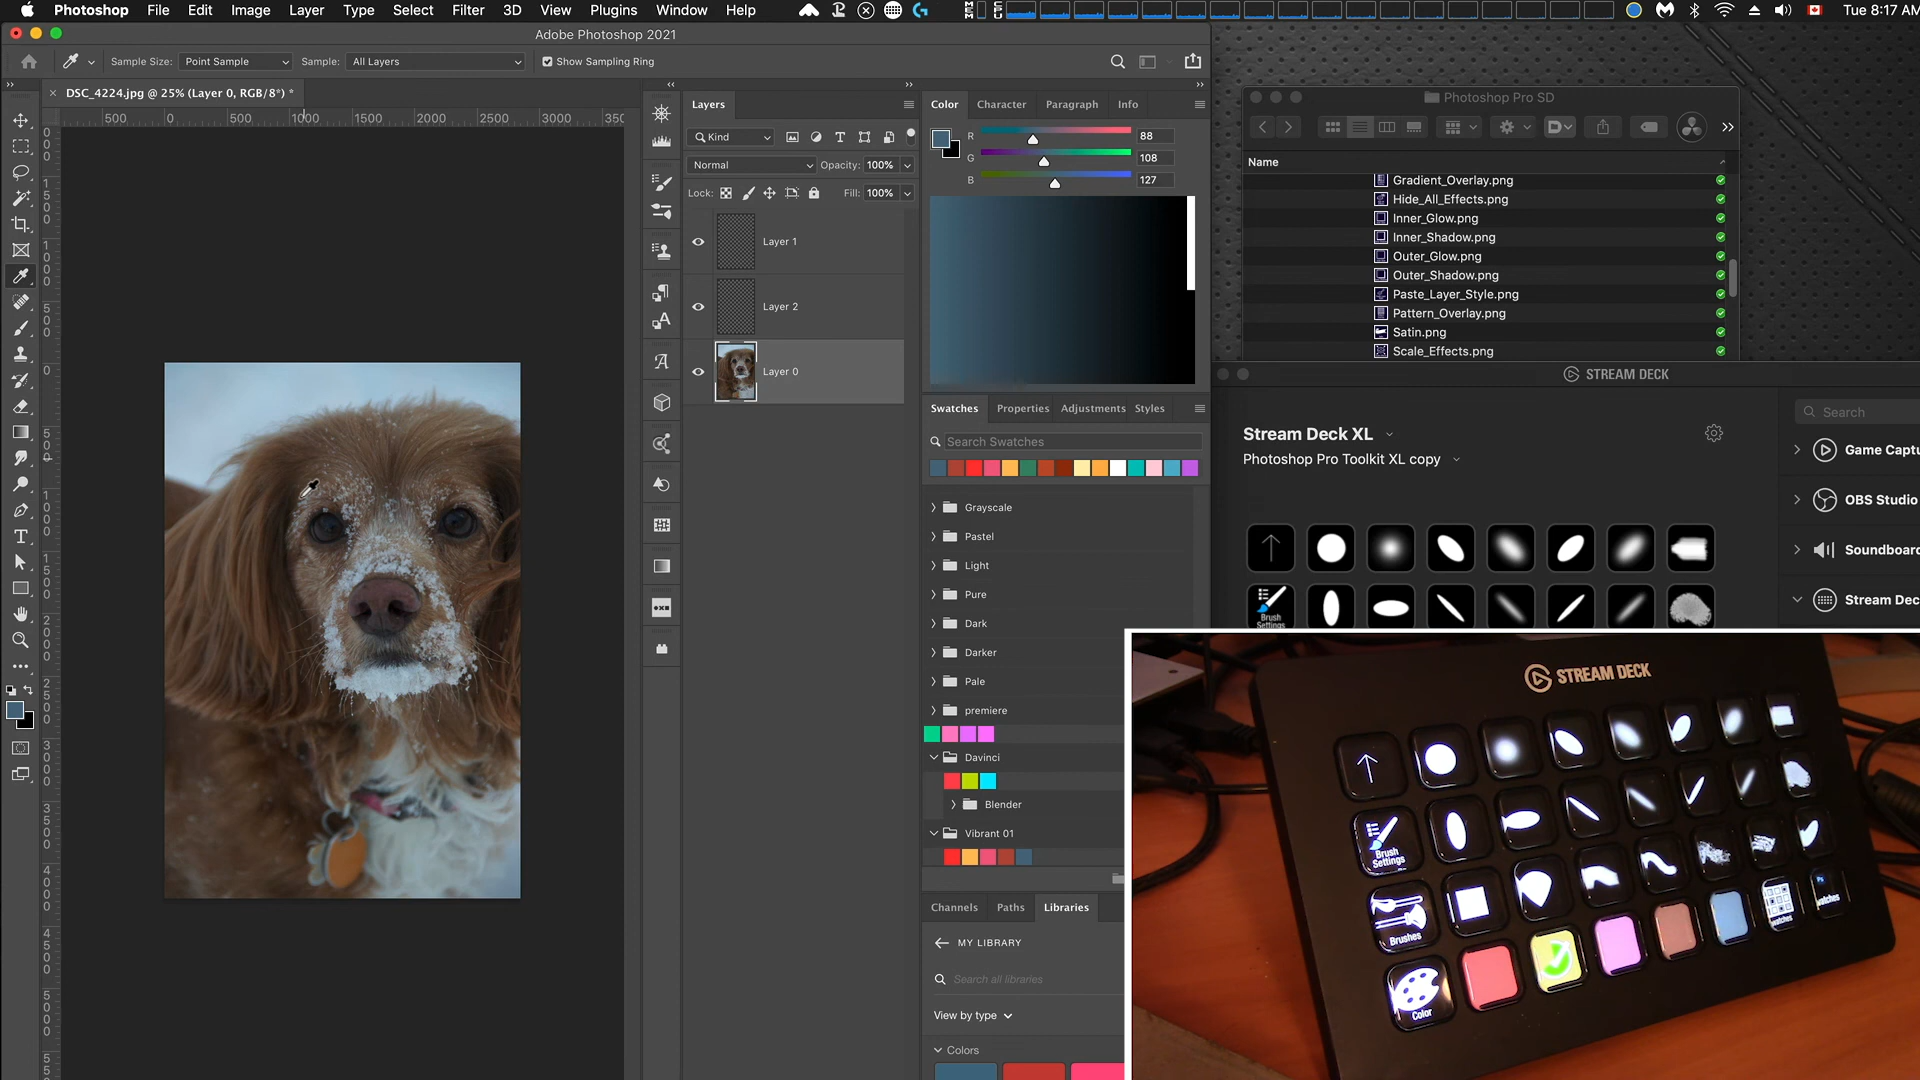 Photoshop File Edit Image Layer Type Select Filter 3D View Plugins Window Help
MEM CPU
Tue 8:17 AM
Adobe Photoshop 2021
Sample Size: Point Sample Sample: All Layers Show Sampling Ring
DSC_4224.jpg @ 25% (Layer 0, RGB/8*) *
500 0 500 1000 1500 2000 2500 3000 350
Layers
Kind
Normal Opacity: 100%
Lock: Fill: 100%
Layer 1
Layer 2
Layer 0
Color Character Paragraph Info
R 88
G 108
B 127
Swatches Properties Adjustments Styles
Search Swatches
Grayscale
Pastel
Light
Pure
Dark
Darker
Pale
premiere
Davinci
Blender
Vibrant 01
Channels Paths Libraries
MY LIBRARY
Search all libraries
View by type
Colors
Photoshop Pro SD
Name
Gradient_Overlay.png
Hide_All_Effects.png
Inner_Glow.png
Inner_Shadow.png
Outer_Glow.png
Outer_Shadow.png
Paste_Layer_Style.png
Pattern_Overlay.png
Satin.png
Scale_Effects.png
STREAM DECK
Stream Deck XL
Photoshop Pro Toolkit XL copy
Search
Game Captu
OBS Studio
Soundboard
Stream Dec
Brush
Settings
STREAM DECK
Brush
Settings
Brushes
Color